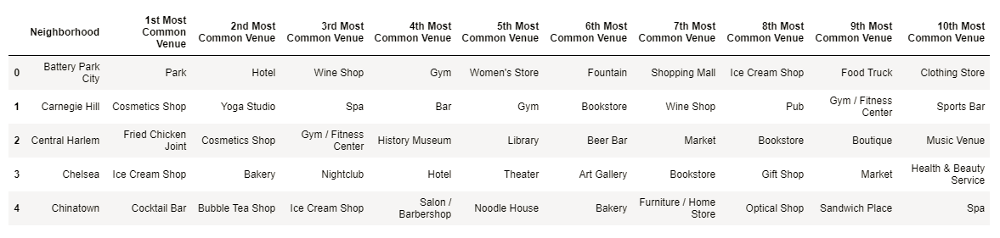 Neighborhood 1st Most Common Venue 2nd Most Common Venue 3rd Most Common Venue 4th Most Common Venue 5th Most Common Venue 6th Most Common Venue 7th Most Common Venue 8th Most Common Venue 9th Most Common Venue 10th Most Common Venue
0 Battery Park City Park Hotel Wine Shop Gym Women's Store Fountain Shopping Mall Ice Cream Shop Food Truck Clothing Store
1 Carnegie Hill Cosmetics Shop Yoga Studio Spa Bar Gym Bookstore Wine Shop Pub Gym / Fitness Center Sports Bar
2 Central Harlem Fried Chicken Joint Cosmetics Shop Gym / Fitness Center History Museum Library Beer Bar Market Bookstore Boutique Music Venue
3 Chelsea Ice Cream Shop Bakery Nightclub Hotel Theater Art Gallery Bookstore Gift Shop Market Health & Beauty Service
4 Chinatown Cocktail Bar Bubble Tea Shop Ice Cream Shop Salon / Barbershop Noodle House Bakery Furniture / Home Store Optical Shop Sandwich Place Spa